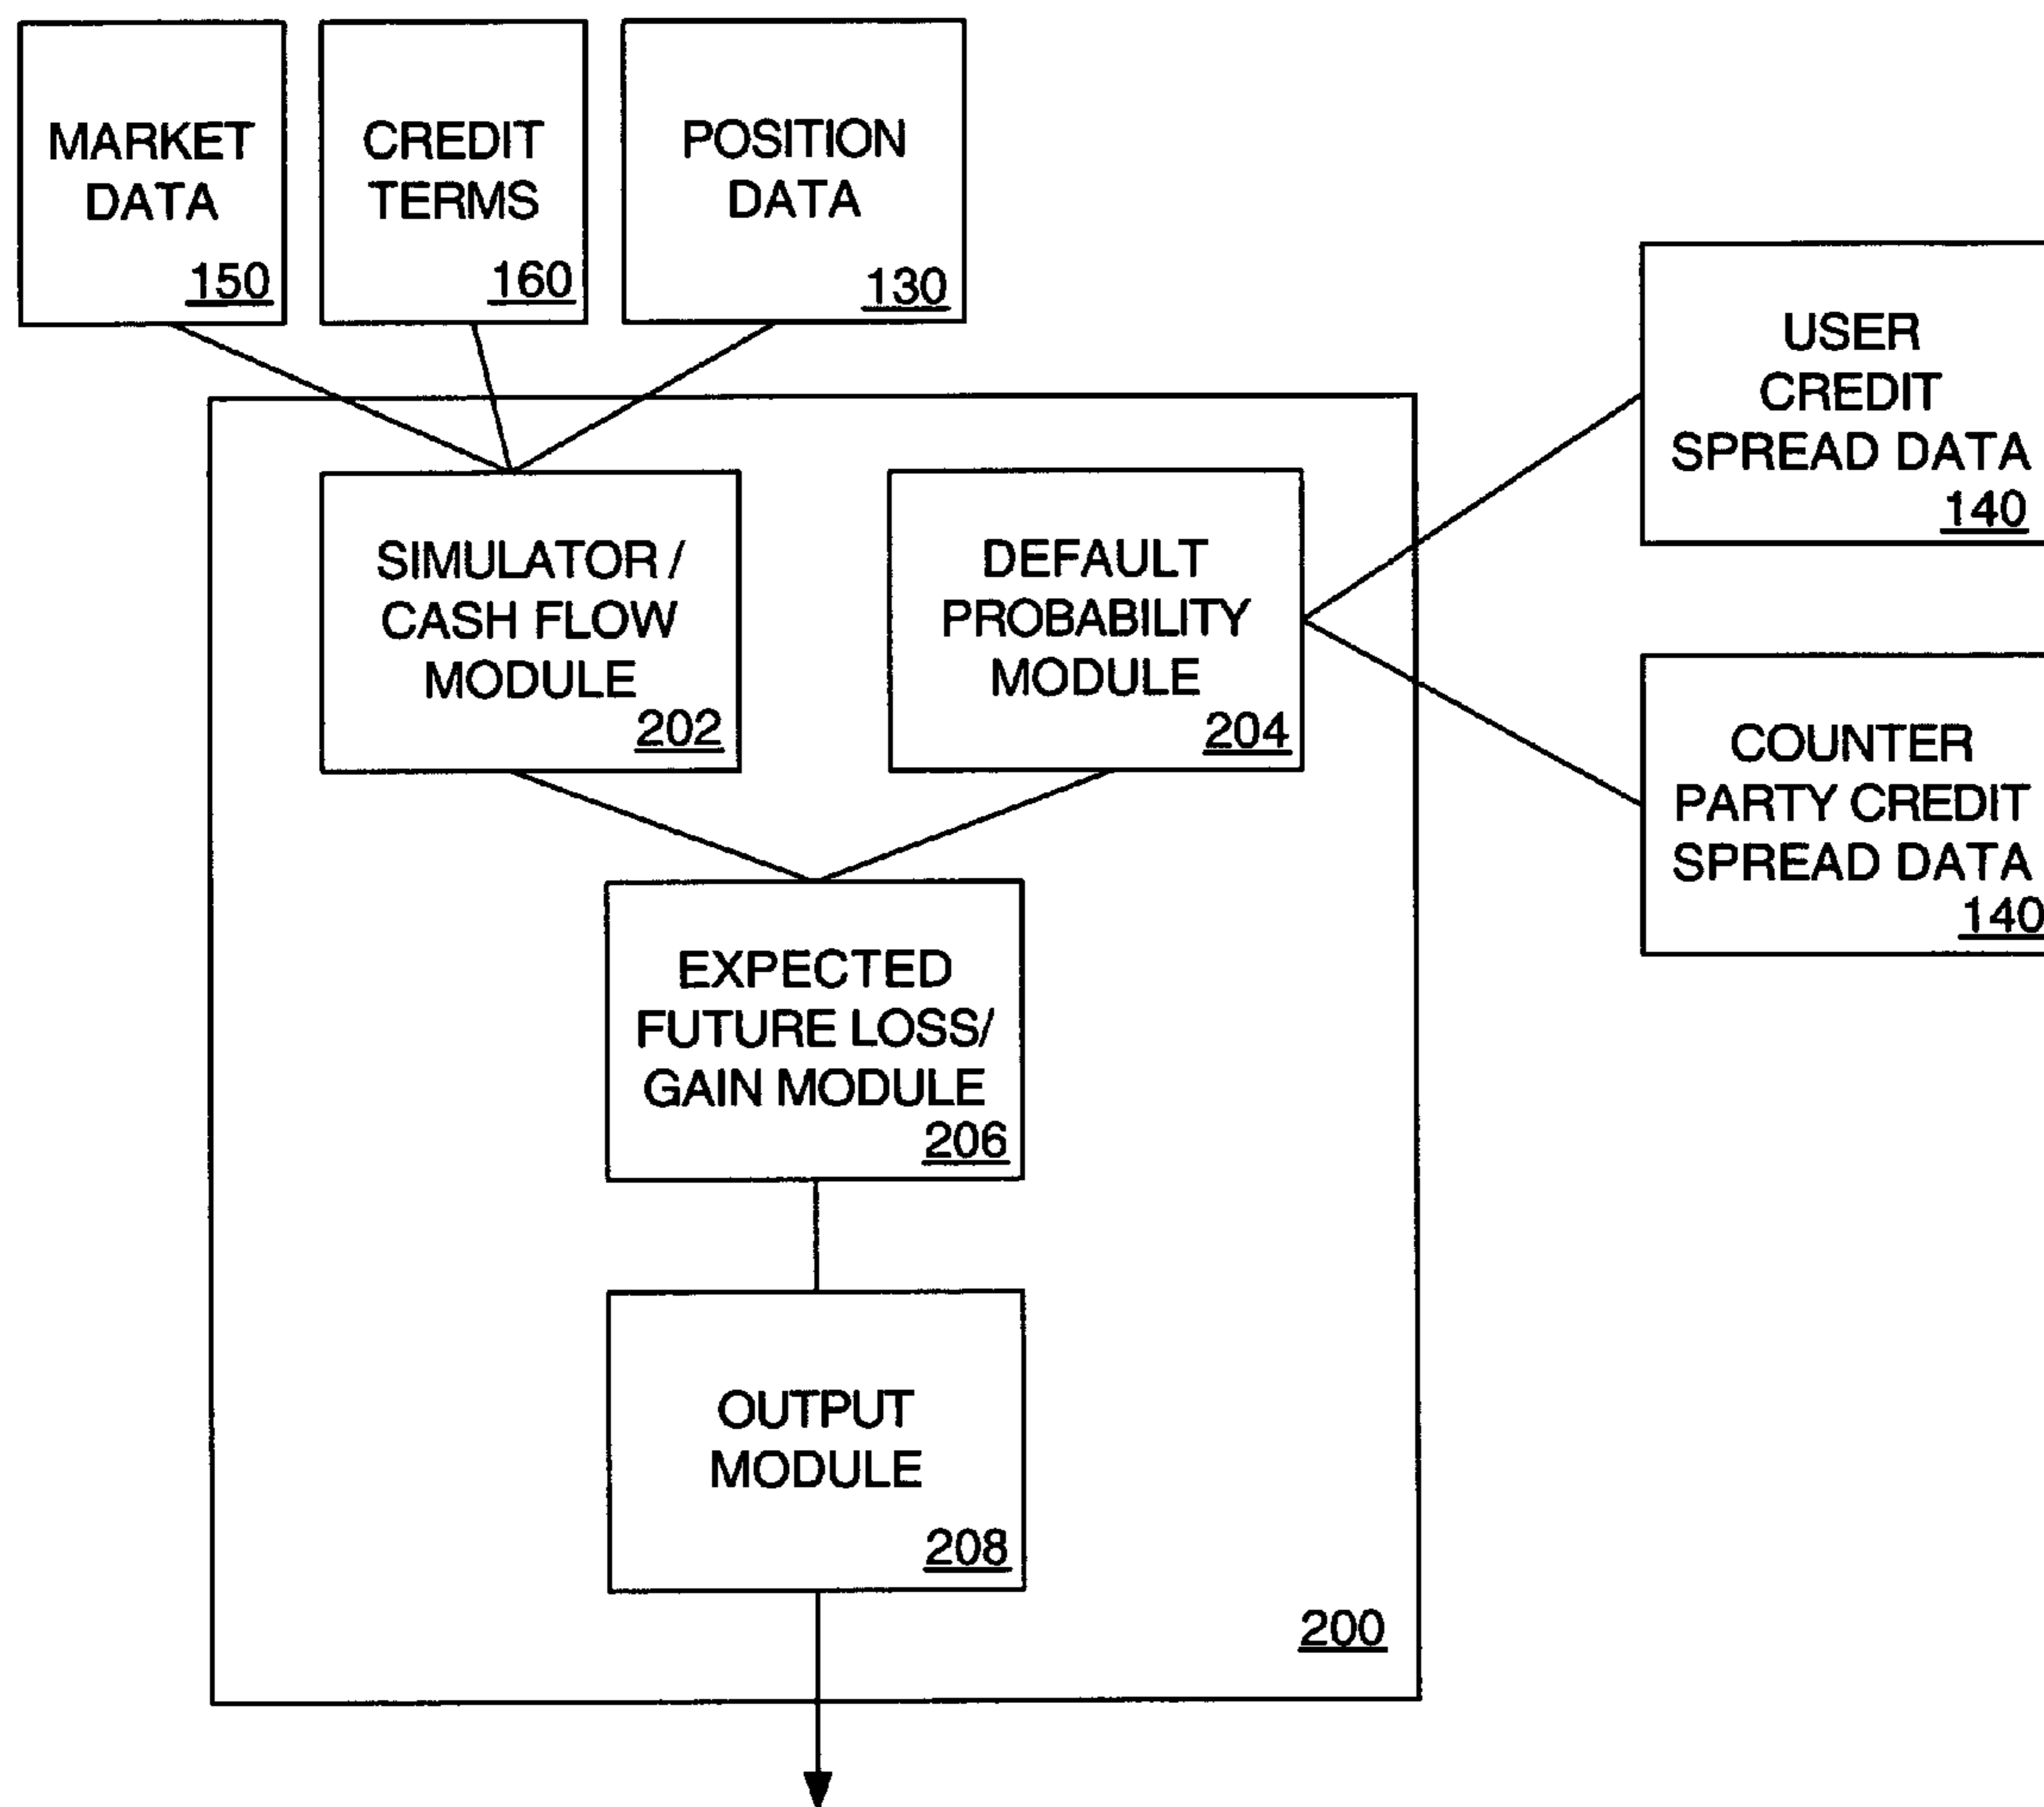 MARKET
DATA
150
CREDIT
TERMS
160
POSITION
DATA
130
USER
CREDIT
SPREAD DATA
140
SIMULATOR /
CASH FLOW
MODULE
202
DEFAULT
PROBABILITY
MODULE
204
COUNTER
PARTY CREDIT
SPREAD DATA
140
EXPECTED
FUTURE LOSS/
GAIN MODULE
206
OUTPUT
MODULE
208
200